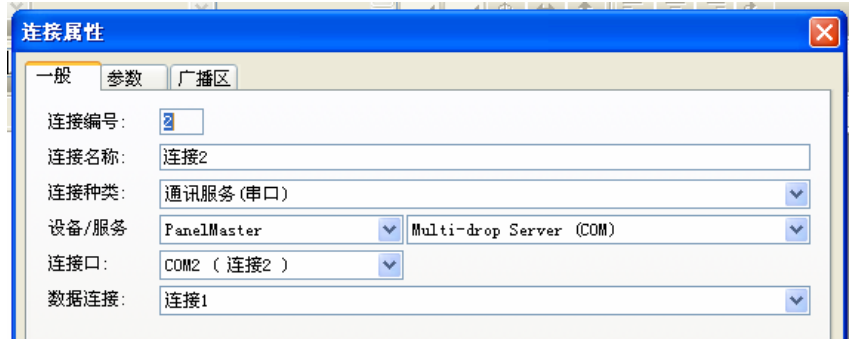 连接属性
一般 参数 广播区
连接编号: 2
连接名称: 连接2
连接种类: 通讯服务(串口)
设备/服务 PanelMaster Multi-drop Server (COM)
连接口: COM2 ( 连接2 )
数据连接: 连接1